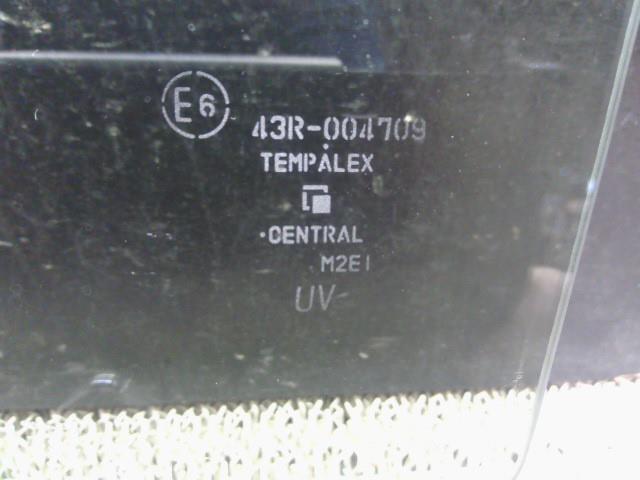 E6
43R-004709
TEMPALEX
CENTRAL
M2E1
UV